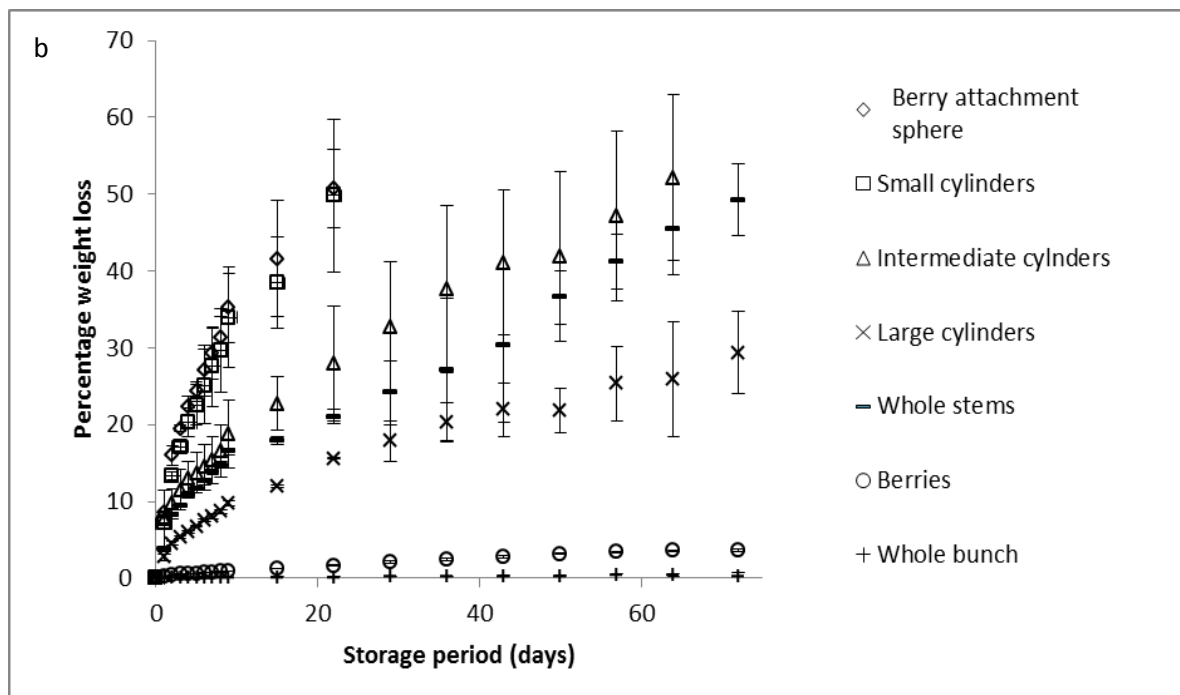 b
70
60
50
40
30
20
10
0
Percentage weight loss
0 20 40 60
Storage period (days)
Berry attachment
sphere
Small cylinders
Intermediate cylnders
Large cylinders
Whole stems
Berries
Whole bunch